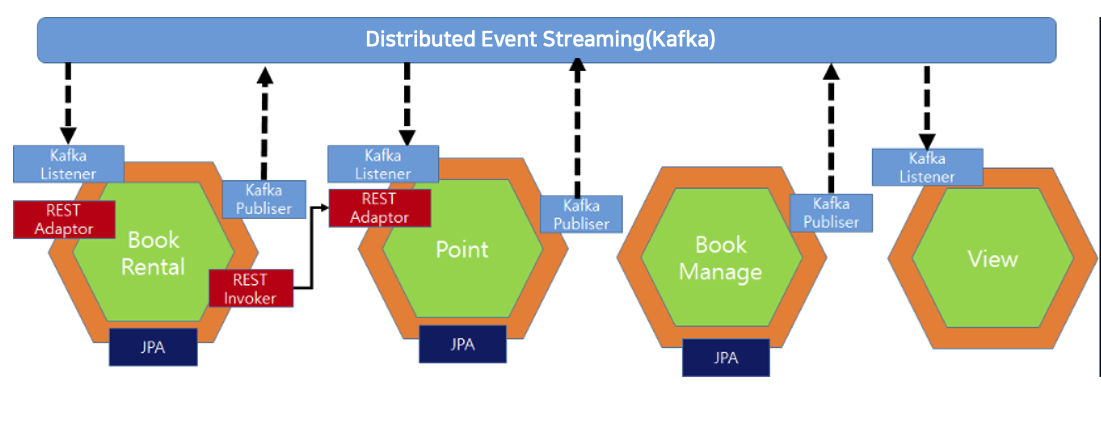 Distributed Event Streaming(Kafka)
Kafka
Listener
REST
Adaptor
Kafka
Publiser
Book
Rental
REST
Invoker
JPA
Kafka
Listener
REST
Adaptor
Kafka
Publiser
Point
JPA
Kafka
Publiser
Book
Manage
JPA
Kafka
Listener
View